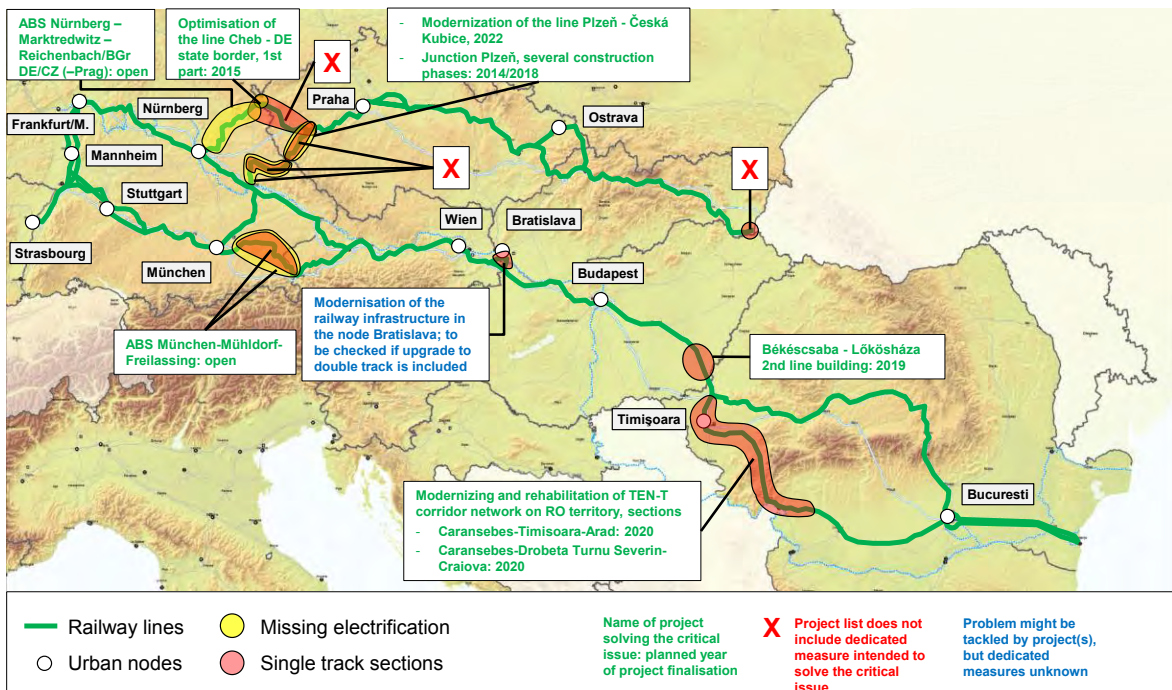 ABS Nürnberg –
Marktredwitz –
Reichenbach/BGr
DE/CZ (–Prag): open
Optimisation of
the line Cheb - DE
state border, 1st
part: 2015
X
- Modernization of the line Plzeň - Česká
Kubice, 2022
- Junction Plzeň, several construction
phases: 2014/2018
Nürnberg
Praha
Frankfurt/M.
Ostrava
Mannheim
X
X
Stuttgart
Wien
Bratislava
Strasbourg
München
Budapest
ABS München-Mühldorf-
Freilassing: open
Modernisation of the
railway infrastructure in
the node Bratislava; to
be checked if upgrade to
double track is included
Békéscsaba - Lőkösháza
2nd line building: 2019
Timişoara
Modernizing and rehabilitation of TEN-T
corridor network on RO territory, sections
- Caransebes-Timisoara-Arad: 2020
- Caransebes-Drobeta Turnu Severin-
Craiova: 2020
Bucuresti
Railway lines
Urban nodes
Missing electrification
Single track sections
Name of project
solving the critical
issue: planned year
of project finalisation
X
Project list does not
include dedicated
measure intended to
solve the critical
issue
Problem might be
tackled by project(s),
but dedicated
measures unknown